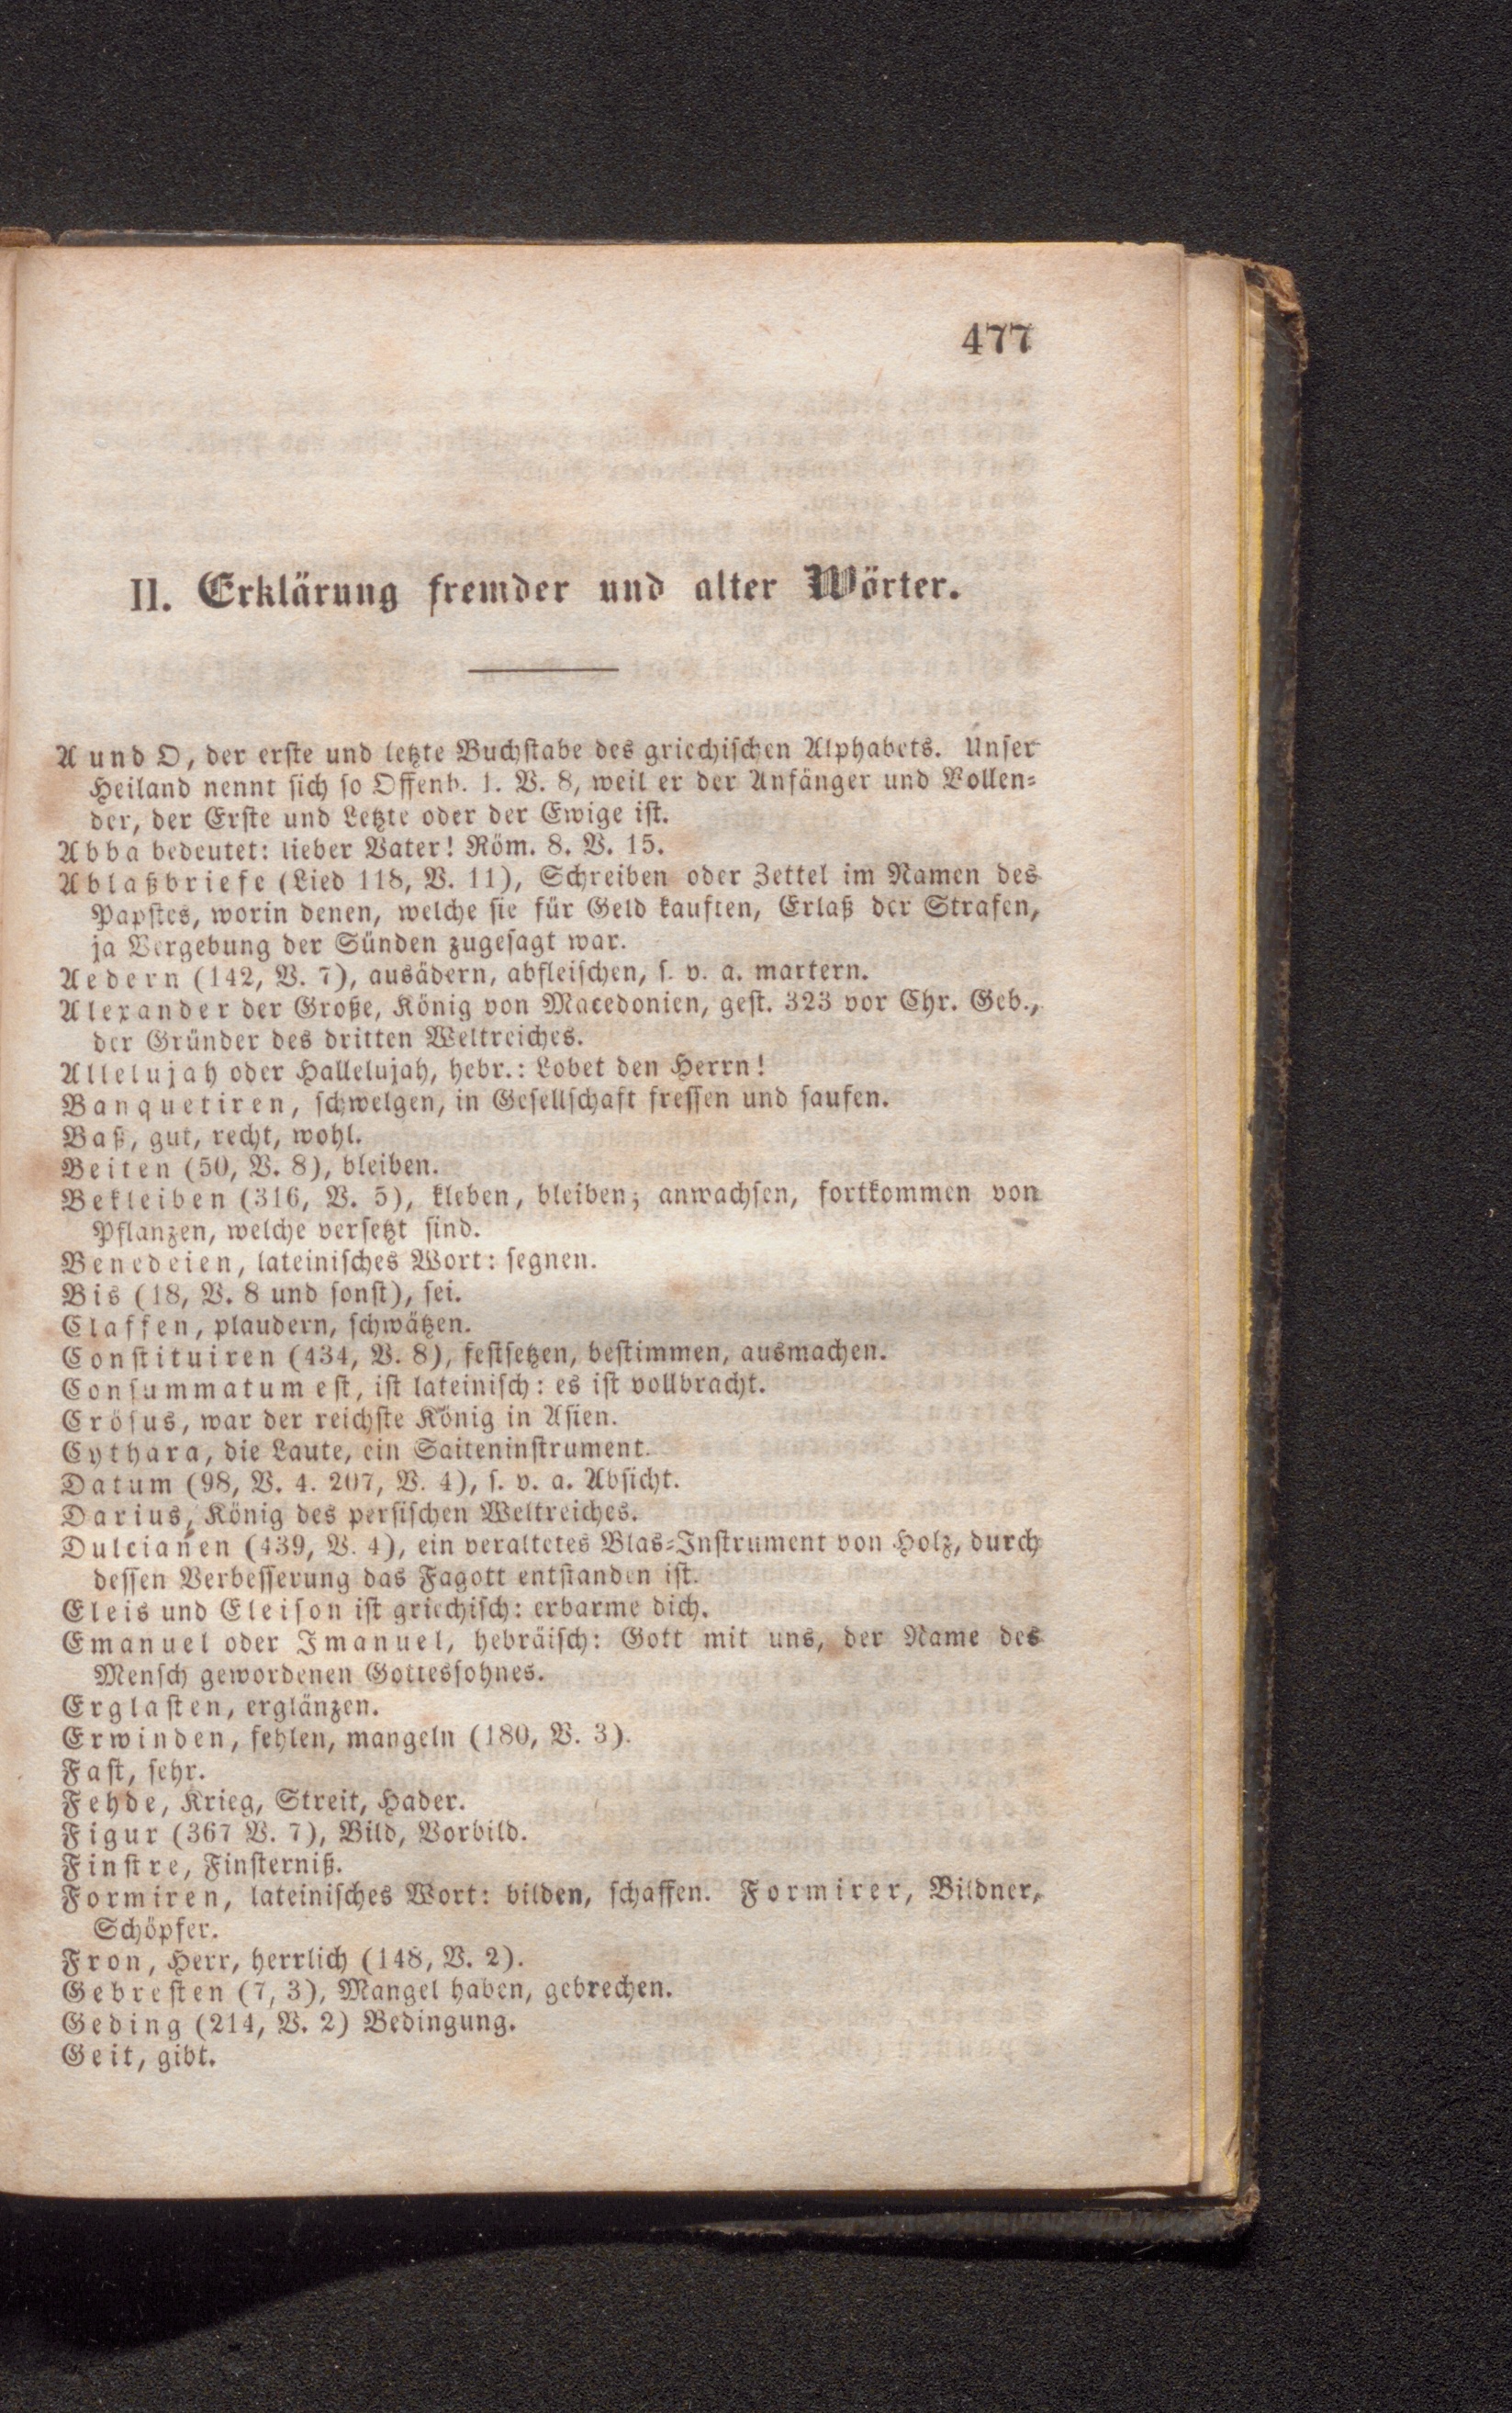 477
II. Erklärung fremder und alter Wörter.
A und O, der erste und letzte Buchstabe des griechischen Alphabets. Unser
Heiland nennt sich so Offenb. 1. V. 8, weil er der Anfänger und Vollen-
der, der Erste und Letzte oder der Ewige ist.
Abba bedeutet: lieber Vater! Röm. 8. V. 15.
Ablaßbriefe (Lied 118, V. 11), Schreiben oder Zettel im Namen des
Papstes, worin denen, welche sie für Geld kauften, Erlaß der Strafen,
ja Vergebung der Sünden zugesagt war.
Aedern (142, V. 7), ausädern, abfleischen, s. v. a. martern.
Alexander der Große, König von Macedonien, gest. 323 vor Chr. Geb.,
der Gründer des dritten Weltreiches.
Allelujah oder Hallelujah, hebr.: Lobet den Herrn!
Banquetiren, schwelgen, in Gesellschaft fressen und saufen.
Baß, gut, recht, wohl.
Beiten (50, V. 8), bleiben.
Bekleiben (316, V. 5), kleben, bleiben; anwachsen, fortkommen von
Pflanzen, welche versetzt sind.
Benedeien, lateinisches Wort: segnen.
Bis (18, V. 8 und sonst), sei.
Claffen, plaudern, schwätzen.
Constituiren (434, V. 8), festsetzen, bestimmen, ausmachen.
Consummatum est, ist lateinisch: es ist vollbracht.
Crösus, war der reichste König in Asien.
Cythara, die Laute, ein Saiteninstrument.
Datum (98, V. 4. 207, V. 4), s. v. a. Absicht.
Darius, König des persischen Weltreiches.
Dulcianen (439, V. 4), ein veraltetes Blas-Instrument von Holz, durch
dessen Verbesserung das Fagott entstanden ist.
Eleis und Eleison ist griechisch: erbarme dich.
Emanuel oder Imanuel, hebräisch: Gott mit uns, der Name des
Mensch gewordenen Gottessohnes.
Erglasten, erglänzen.
Erwinden, fehlen, mangeln (180, V. 3).
Fast, sehr.
Fehde, Krieg, Streit, Hader.
Figur (367 V. 7), Bild, Vorbild.
Finstre, Finsterniß.
Formiren, lateinisches Wort: bilden, schaffen. Formirer, Bildner,
Schöpfer.
Fron, Herr, herrlich (148, V. 2).
Gebresten (7, 3), Mangel haben, gebrechen.
Geding (214, V. 2) Bedingung.
Geit, gibt.